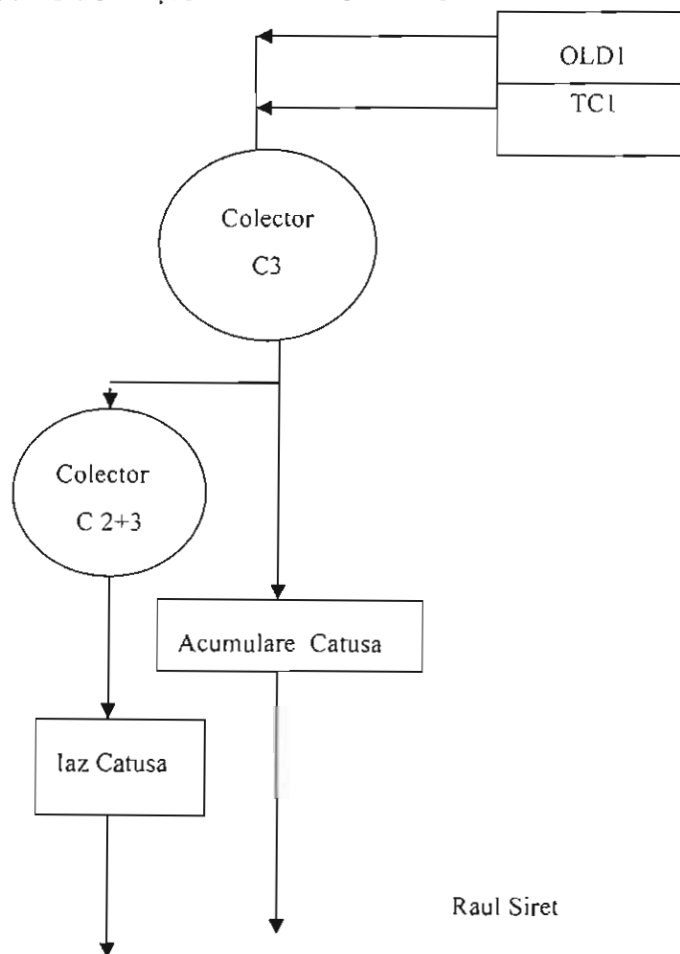 OLD1
TC1
Colector
C3
Colector
C 2+3
Acumulare Catusa
Iaz Catusa
Raul Siret